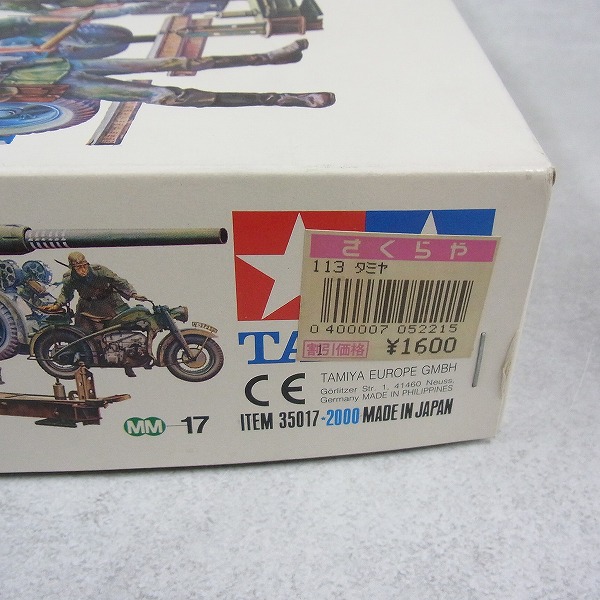 さくらや
113 タミヤ
0 400007 052215
割引価格 ¥1600
1
TA
CE TAMIYA EUROPE GMBH
Görlitzer Str. 1, 41460 Neuss,
Germany MADE IN PHILIPPINES
MM 17 ITEM 35017-2000 MADE IN JAPAN